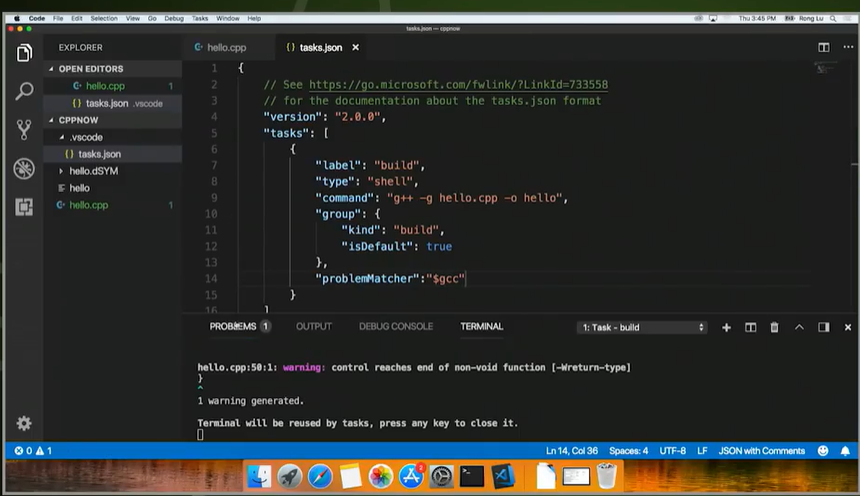 Code File Edit Selection View Go Debug Tasks Window Help Thu 3:45 PM Rong Lu
tasks.json — cppnow
EXPLORER
OPEN EDITORS
hello.cpp 1
tasks.json .vscode
CPPNOW
.vscode
{} tasks.json
hello.dSYM
hello
hello.cpp 1
hello.cpp
{} tasks.json ×
1 {
2 // See https://go.microsoft.com/fwlink/?LinkId=733558
3 // for the documentation about the tasks.json format
4 "version": "2.0.0",
5 "tasks": [
6 {
7 "label": "build",
8 "type": "shell",
9 "command": "g++ -g hello.cpp -o hello",
10 "group": {
11 "kind": "build",
12 "isDefault": true
13 },
14 "problemMatcher":"$gcc"
15 }
16 ]
PROBLEMS 1 OUTPUT DEBUG CONSOLE TERMINAL 1: Task - build
hello.cpp:50:1: warning: control reaches end of non-void function [-Wreturn-type]
}
^
1 warning generated.
Terminal will be reused by tasks, press any key to close it.
0 1 Ln 14, Col 36 Spaces: 4 UTF-8 LF JSON with Comments